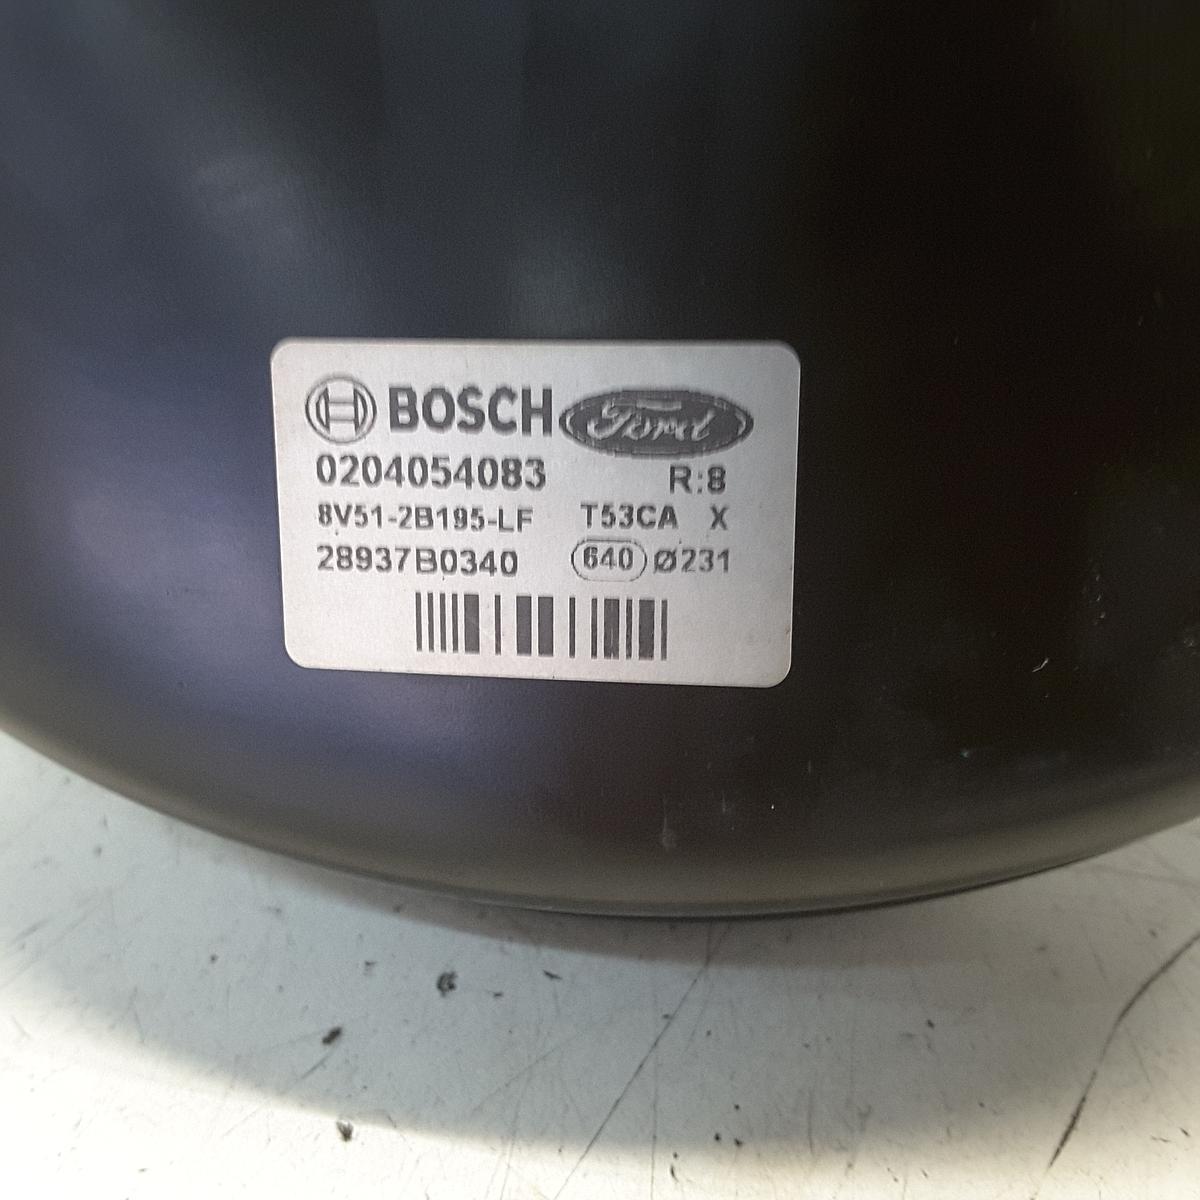 BOSCH Ford
0204054083 R:8
8V51-2B195-LF T53CA X
28937B0340 640 Ø231